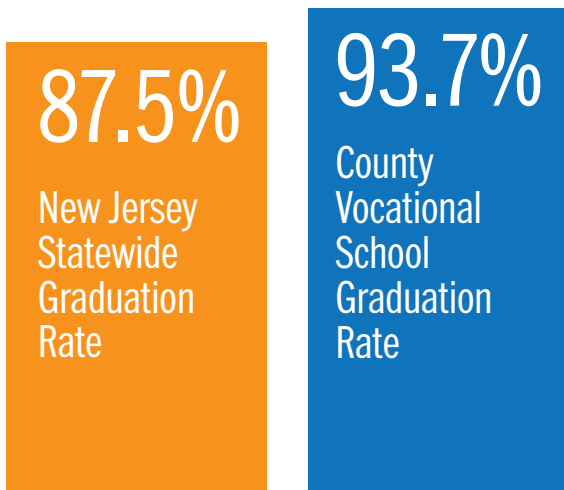 87.5%
New Jersey
Statewide
Graduation
Rate
93.7%
County
Vocational
School
Graduation
Rate